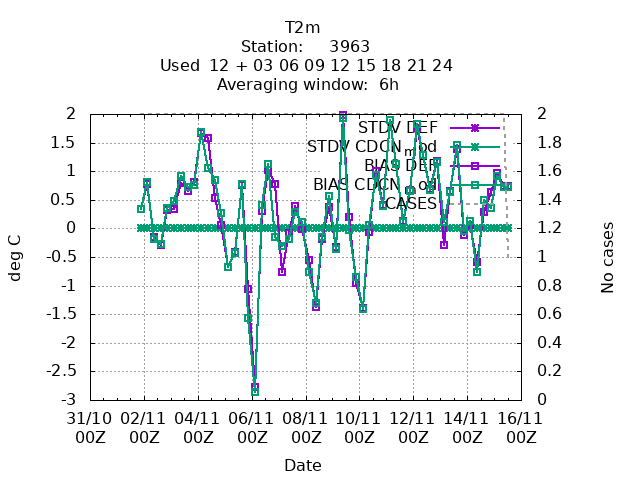 T2m
Station: 3963
Used 12 + 03 06 09 12 15 18 21 24
Averaging window: 6h
2 2
1.5 1.8
1 1.6
0.5 1.4
0 1.2
-0.5 1
-1 0.8
-1.5 0.6
-2 0.4
-2.5 0.2
-3 0
STDV DEF
STDV CDCNmod
BIAS DEF
BIAS CDCNmod
CASES
deg C
No cases
31/10 02/11 04/11 06/11 08/11 10/11 12/11 14/11 16/11
00Z 00Z 00Z 00Z 00Z 00Z 00Z 00Z 00Z
Date